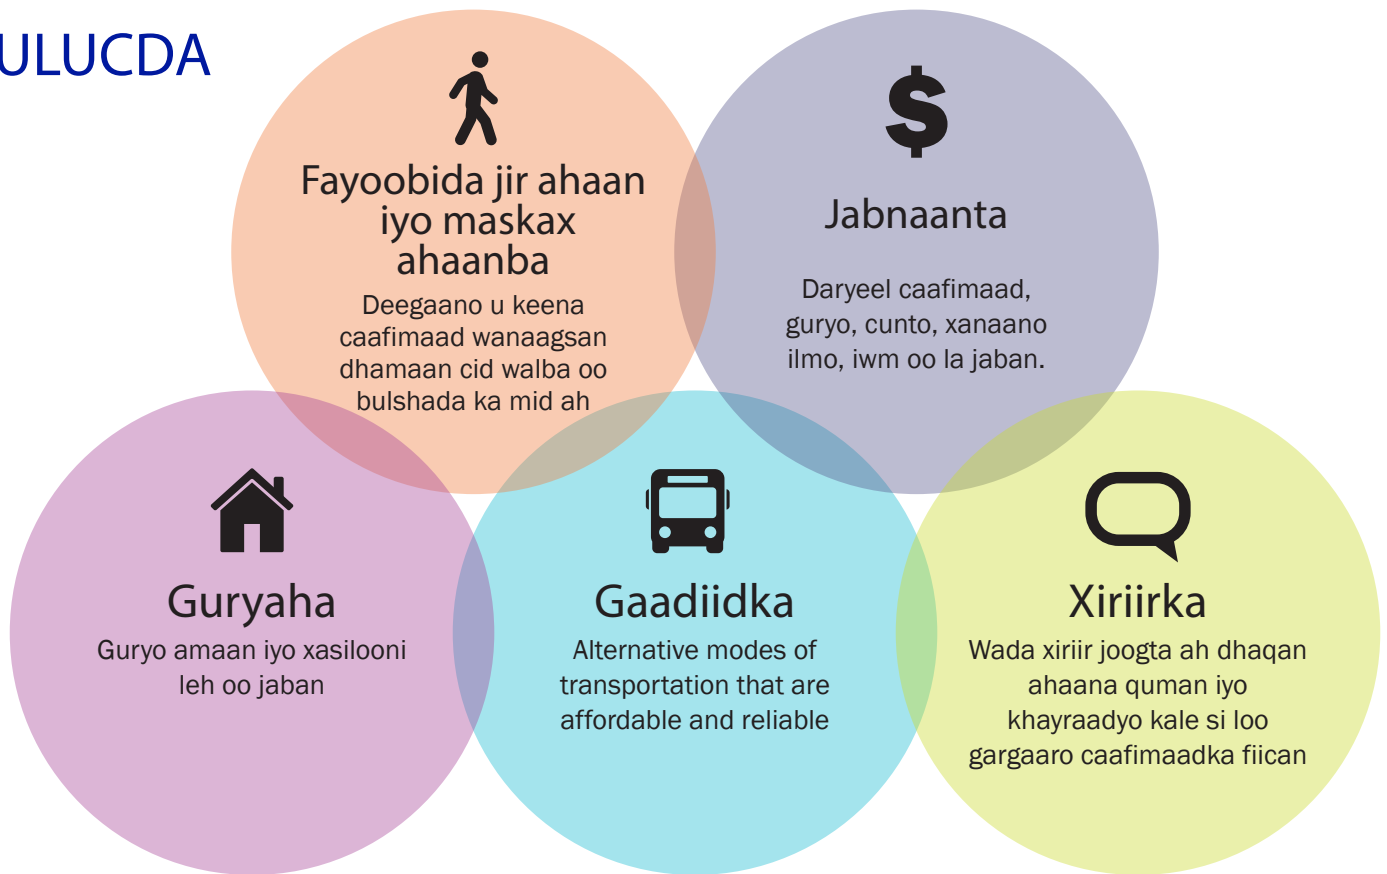 ULUCDA
Fayoobida jir ahaan
iyo maskax
ahaanba
Deegaano u keena
caafimaad wanaagsan
dhamaan cid walba oo
bulshada ka mid ah
$
Jabnaanta
Daryeel caafimaad,
guryo, cunto, xanaano
ilmo, iwm oo la jaban.
Guryaha
Guryo amaan iyo xasilooni
leh oo jaban
Gaadiidka
Alternative modes of
transportation that are
affordable and reliable
Xiriirka
Wada xiriir joogta ah dhaqan
ahaana quman iyo
khayraadyo kale si loo
gargaaro caafimaadka fiican